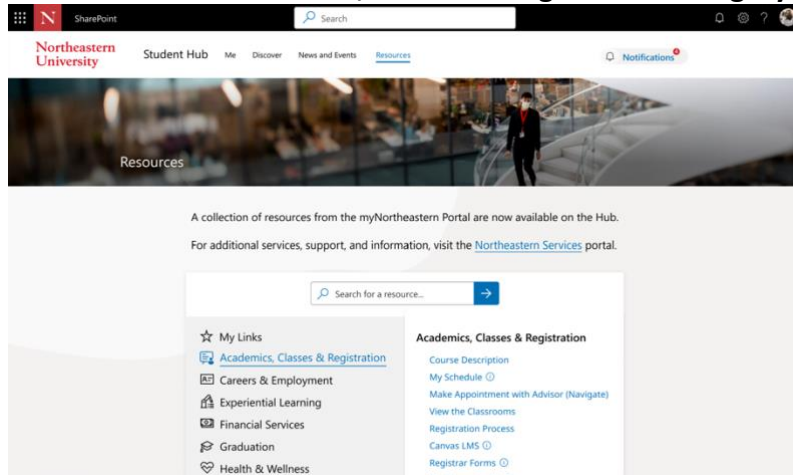 SharePoint
Search
?
Northeastern
University
Student Hub
Me
Discover
News and Events
Resources
Notifications
Resources
A collection of resources from the myNortheastern Portal are now available on the Hub.
For additional services, support, and information, visit the Northeastern Services portal.
Search for a resource...
My Links
Academics, Classes & Registration
Careers & Employment
Experiential Learning
Financial Services
Graduation
Health & Wellness
Academics, Classes & Registration
Course Description
My Schedule
Make Appointment with Advisor (Navigate)
View the Classrooms
Registration Process
Canvas LMS
Registrar Forms